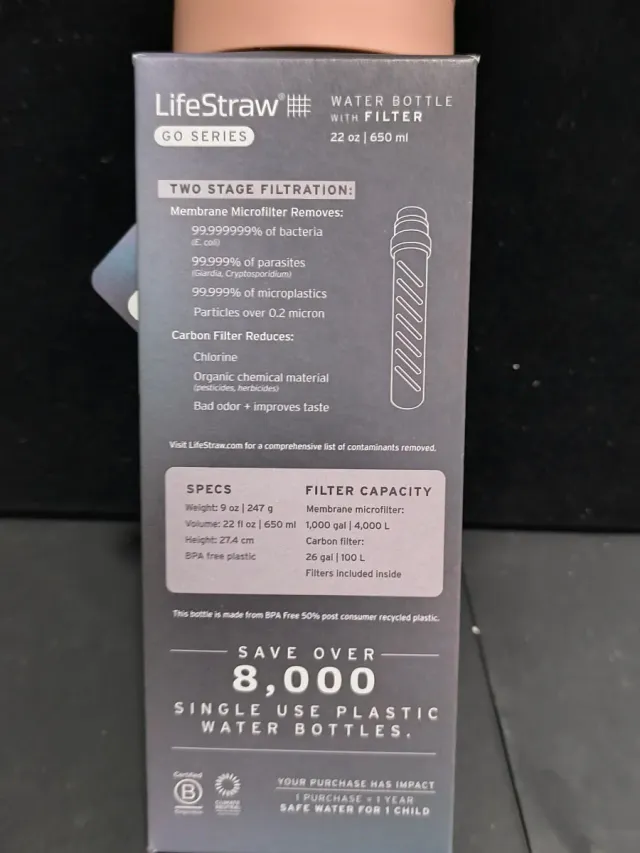 LifeStraw®
GO SERIES
WATER BOTTLE
WITH FILTER
22 oz | 650 ml
TWO STAGE FILTRATION:
Membrane Microfilter Removes:
99.999999% of bacteria
(E. coli)
99.999% of parasites
(Giardia, Cryptosporidium)
99.999% of microplastics
Particles over 0.2 micron
Carbon Filter Reduces:
Chlorine
Organic chemical material
(pesticides, herbicides)
Bad odor + improves taste
Visit LifeStraw.com for a comprehensive list of contaminants removed.
SPECS
Weight: 9 oz | 247 g
Volume: 22 fl oz | 650 ml
Height: 27.4 cm
BPA free plastic
FILTER CAPACITY
Membrane microfilter:
1,000 gal | 4,000 L
Carbon filter:
26 gal | 100 L
Filters included inside
This bottle is made from BPA Free 50% post consumer recycled plastic.
SAVE OVER
8,000
SINGLE USE PLASTIC
WATER BOTTLES.
Certified
B
Corporation
CLIMATE
NEUTRAL
YOUR PURCHASE HAS IMPACT
1 PURCHASE = 1 YEAR
SAFE WATER FOR 1 CHILD